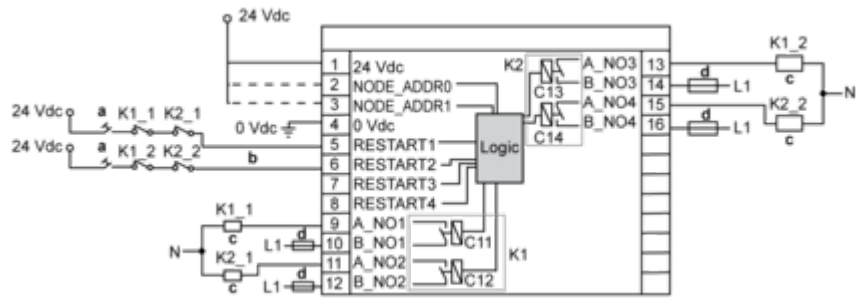 24 Vdc
1 24 Vdc
2 NODE_ADDR0
3 NODE_ADDR1
4 0 Vdc
0 Vdc
5 RESTART1
6 RESTART2
7 RESTART3
8 RESTART4
9 A_NO1
10 B_NO1
11 A_NO2
12 B_NO2
24 Vdc a K1_1 K2_1
24 Vdc a K1_2 K2_2
b
K1_1
c
N
K2_1
c
L1 d
L1 d
Logic
C11
C12
K1
K2
C13
C14
A_NO3 13
B_NO3 14
A_NO4 15
B_NO4 16
d
L1
d
L1
K1_2
c
K2_2
c
N